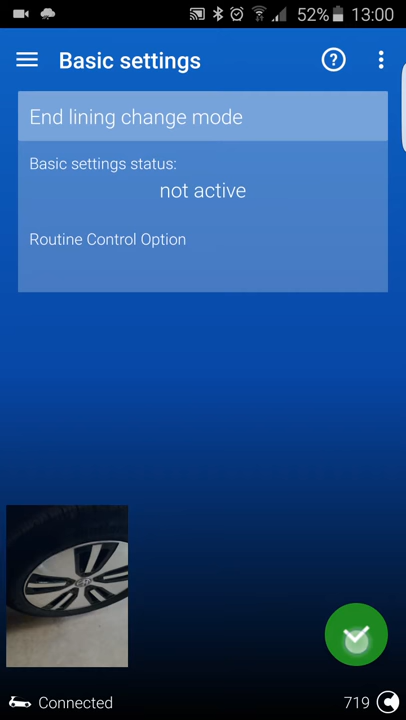 52% 13:00
Basic settings
End lining change mode
Basic settings status:
not active
Routine Control Option
Connected
719